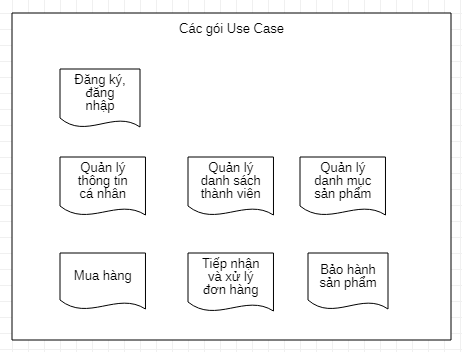 Các gói Use Case
Đăng ký,
đăng
nhập
Quản lý
thông tin
cá nhân
Quản lý
danh sách
thành viên
Quản lý
danh mục
sản phẩm
Mua hàng
Tiếp nhận
và xử lý
đơn hàng
Bảo hành
sản phẩm